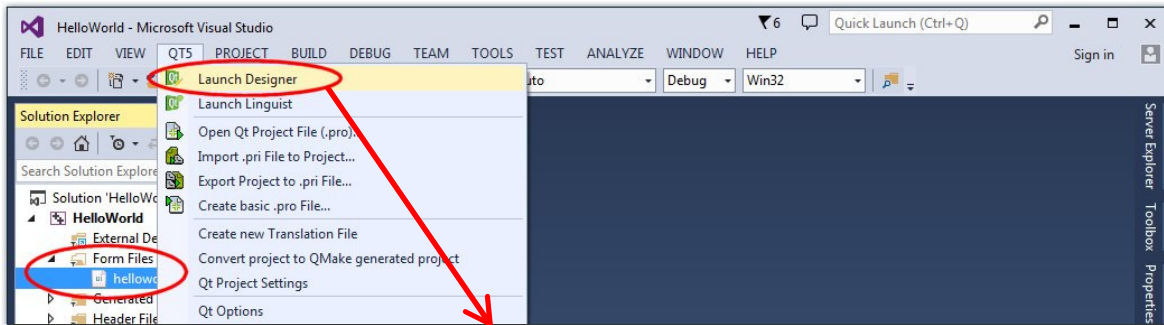 HelloWorld - Microsoft Visual Studio
6
Quick Launch (Ctrl+Q)
FILE EDIT VIEW QT5 PROJECT BUILD DEBUG TEAM TOOLS TEST ANALYZE WINDOW HELP Sign in
Debug Win32
Launch Designer
Launch Linguist
Open Qt Project File (.pro)...
Import .pri File to Project...
Export Project to .pri File...
Create basic .pro File...
Create new Translation File
Convert project to QMake generated project
Qt Project Settings
Qt Options
Solution Explorer
Search Solution Explore
Solution 'HelloWo
HelloWorld
External De
Form Files
hellowo
Generated
Header File
Server Explorer
Toolbox
Properties